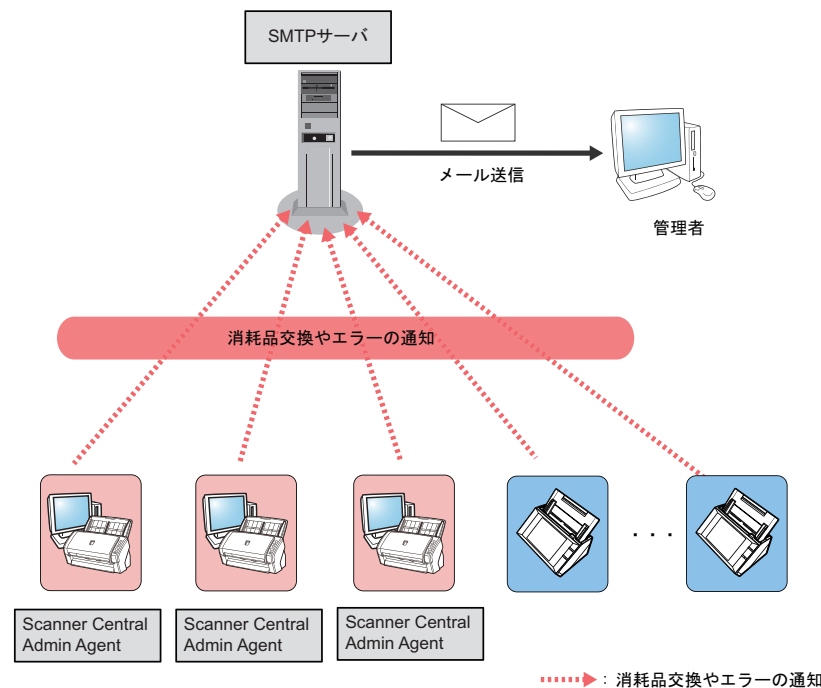 SMTPサーバ
メール送信
管理者
消耗品交換やエラーの通知
. . .
Scanner Central
Admin Agent
Scanner Central
Admin Agent
Scanner Central
Admin Agent
：消耗品交換やエラーの通知